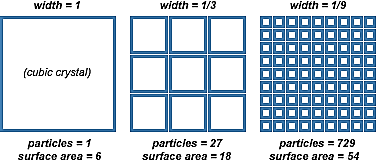 width = 1
width = 1/3
width = 1/9
(cubic crystal)
particles = 1
surface area = 6
particles = 27
surface area = 18
particles = 729
surface area = 54